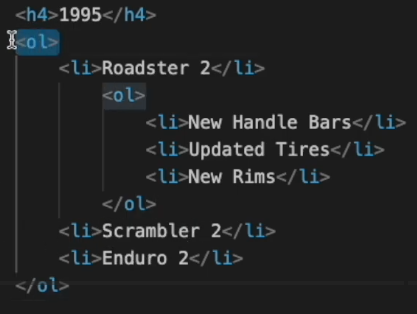 <h4>1995</h4>
<ol>
<li>Roadster 2</li>
<ol>
<li>New Handle Bars</li>
<li>Updated Tires</li>
<li>New Rims</li>
</ol>
<li>Scrambler 2</li>
<li>Enduro 2</li>
</ol>